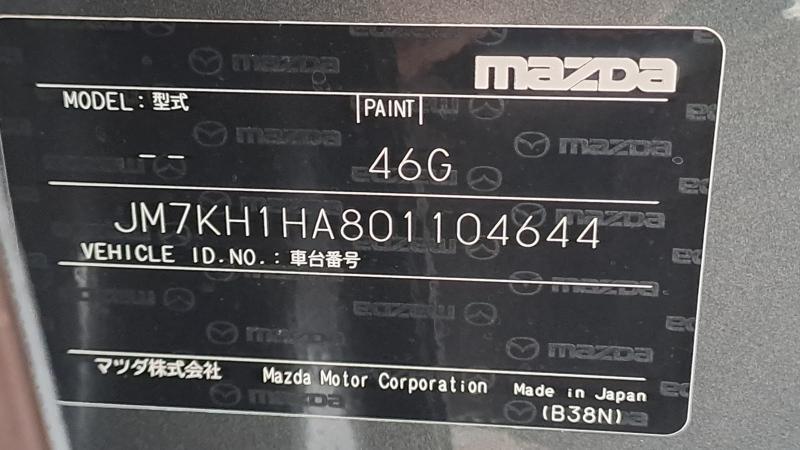 mazda
MODEL : 型式 |PAINT|
-- 46G
JM7KH1HA801104644
VEHICLE ID.NO. : 車台番号
マツダ株式会社 Mazda Motor Corporation Made in Japan
(B38N)